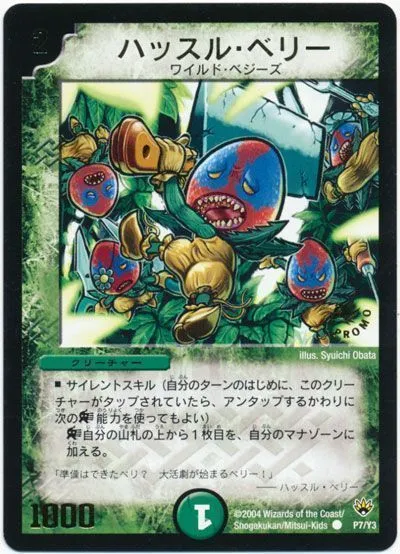 2
ハッスル・ベリー
ワイルド・ベジーズ
PROMO
illus. Syuichi Obata
クリーチャー
■ サイレントスキル（自分のターンのはじめに、このクリー
チャーがタップされていたら、アンタップするかわりに
次の 能力を使ってもよい）
自分の山札の上から１枚目を、自分のマナゾーンに
加える。
「準備はできたベリ？　大活劇が始まるベリー！」
── ハッスル・ベリー
1000
1
©2004 Wizards of the Coast/
Shogakukan/Mitsui-Kids
P7/Y3